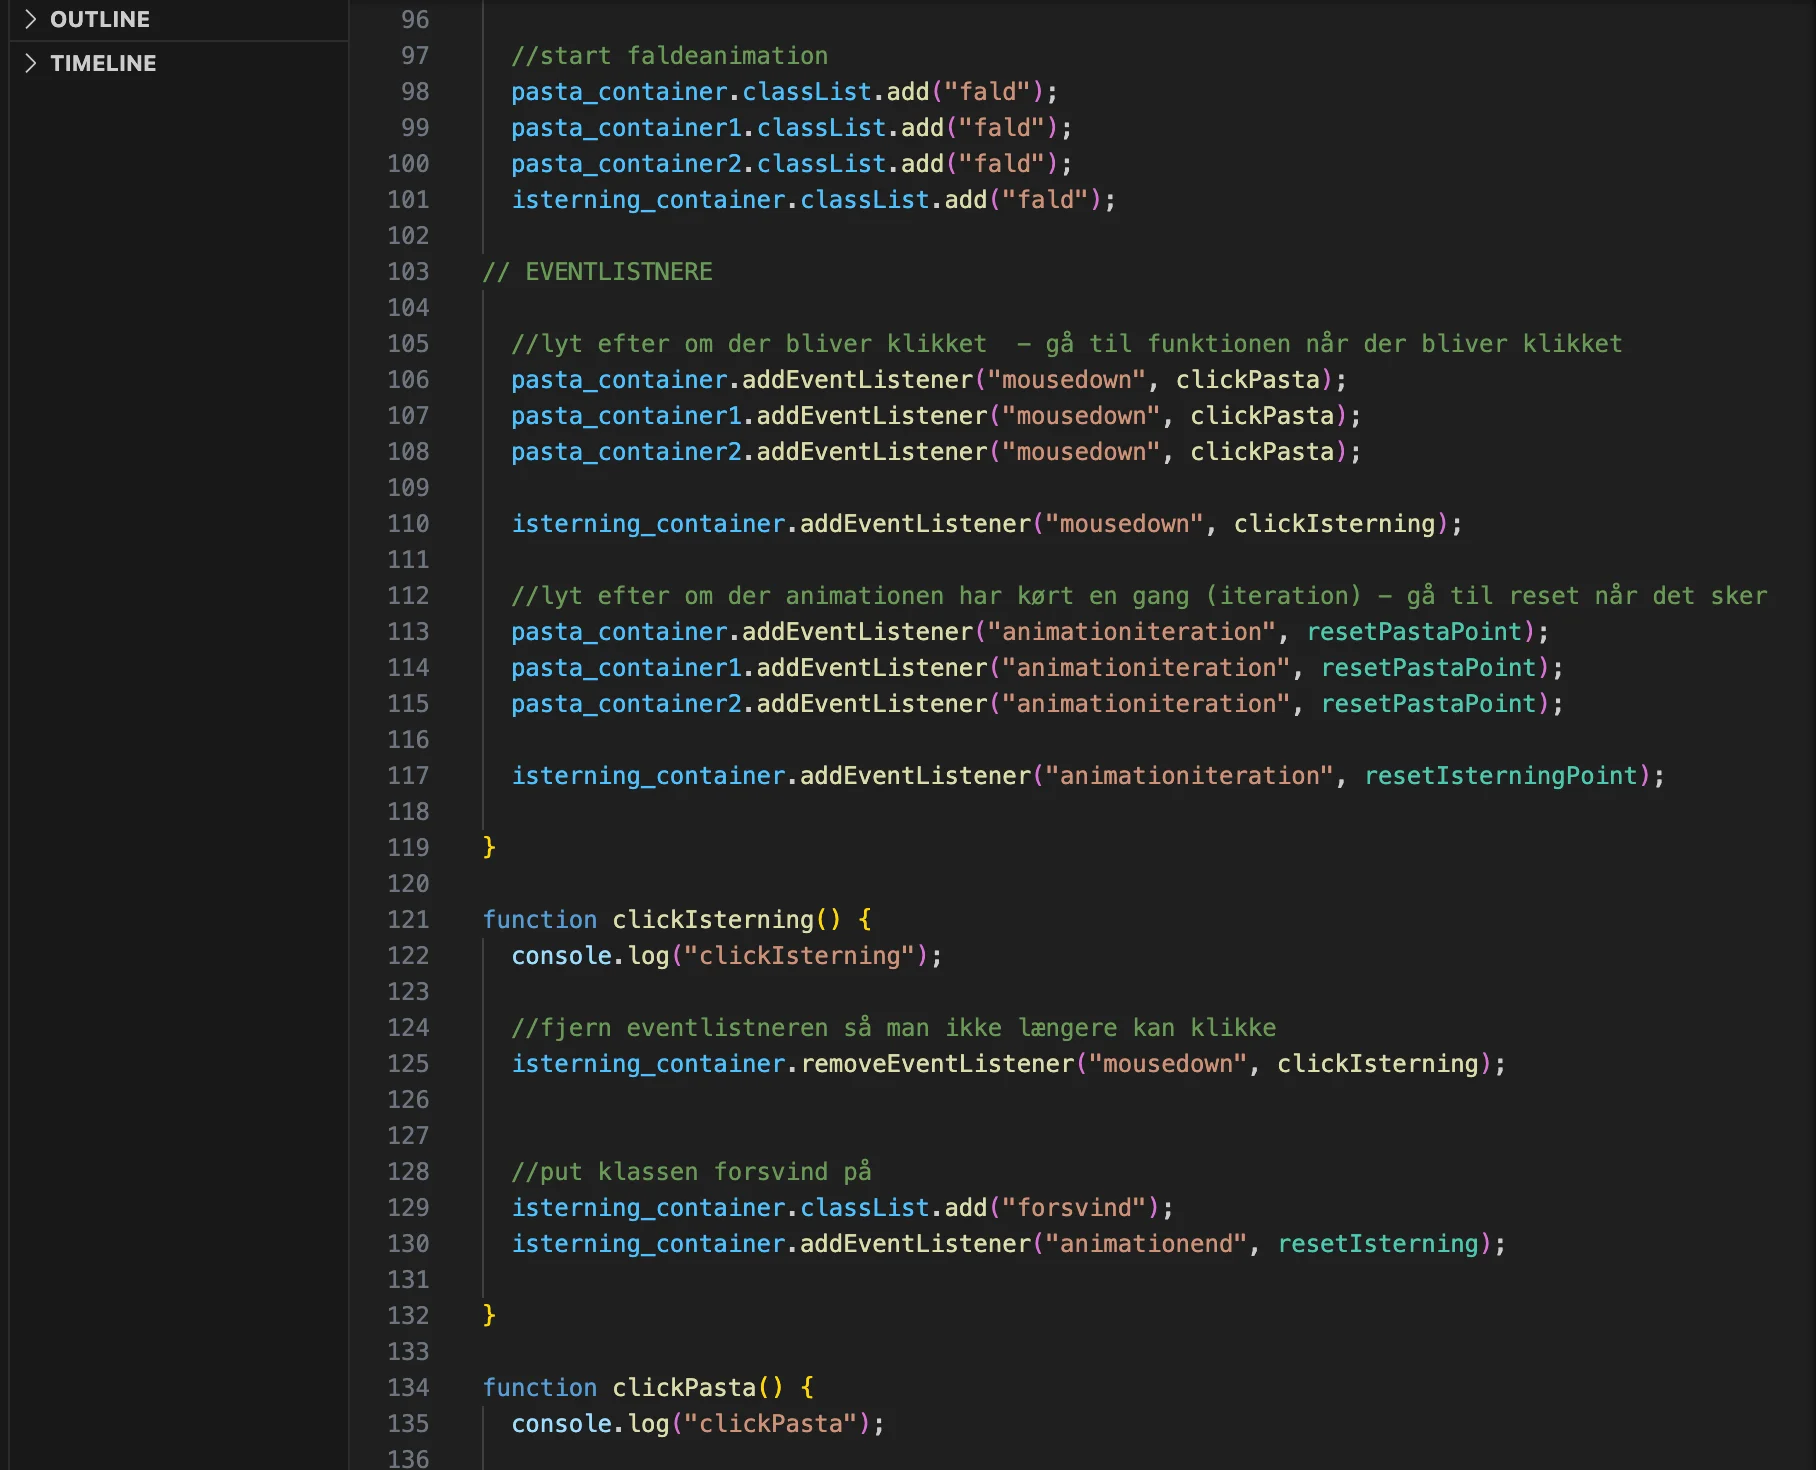 OUTLINE
TIMELINE
96
97 //start faldeanimation
98 pasta_container.classList.add("fald");
99 pasta_container1.classList.add("fald");
100 pasta_container2.classList.add("fald");
101 isterning_container.classList.add("fald");
102
103 // EVENTLISTNERE
104
105 //lyt efter om der bliver klikket  – gå til funktionen når der bliver klikket
106 pasta_container.addEventListener("mousedown", clickPasta);
107 pasta_container1.addEventListener("mousedown", clickPasta);
108 pasta_container2.addEventListener("mousedown", clickPasta);
109
110 isterning_container.addEventListener("mousedown", clickIsterning);
111
112 //lyt efter om der animationen har kørt en gang (iteration) – gå til reset når det sker
113 pasta_container.addEventListener("animationiteration", resetPastaPoint);
114 pasta_container1.addEventListener("animationiteration", resetPastaPoint);
115 pasta_container2.addEventListener("animationiteration", resetPastaPoint);
116
117 isterning_container.addEventListener("animationiteration", resetIsterningPoint);
118
119 }
120
121 function clickIsterning() {
122 console.log("clickIsterning");
123
124 //fjern eventlistneren så man ikke længere kan klikke
125 isterning_container.removeEventListener("mousedown", clickIsterning);
126
127
128 //put klassen forsvind på
129 isterning_container.classList.add("forsvind");
130 isterning_container.addEventListener("animationend", resetIsterning);
131
132 }
133
134 function clickPasta() {
135 console.log("clickPasta");
136